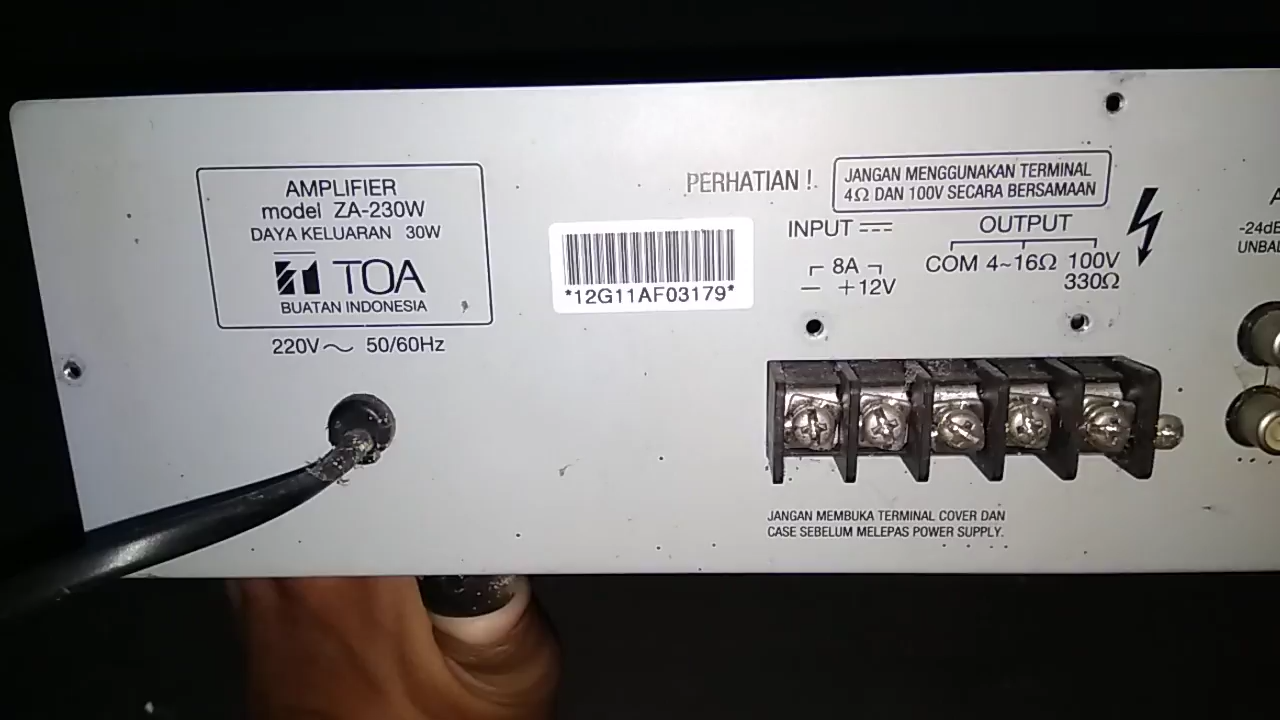 AMPLIFIER
model ZA-230W
DAYA KELUARAN 30W
TOA
BUATAN INDONESIA
220V～ 50/60Hz
*12G11AF03179*
PERHATIAN !
JANGAN MENGGUNAKAN TERMINAL
4Ω DAN 100V SECARA BERSAMAAN
INPUT
OUTPUT
8A
− +12V
COM 4~16Ω 100V
330Ω
JANGAN MEMBUKA TERMINAL COVER DAN
CASE SEBELUM MELEPAS POWER SUPPLY.